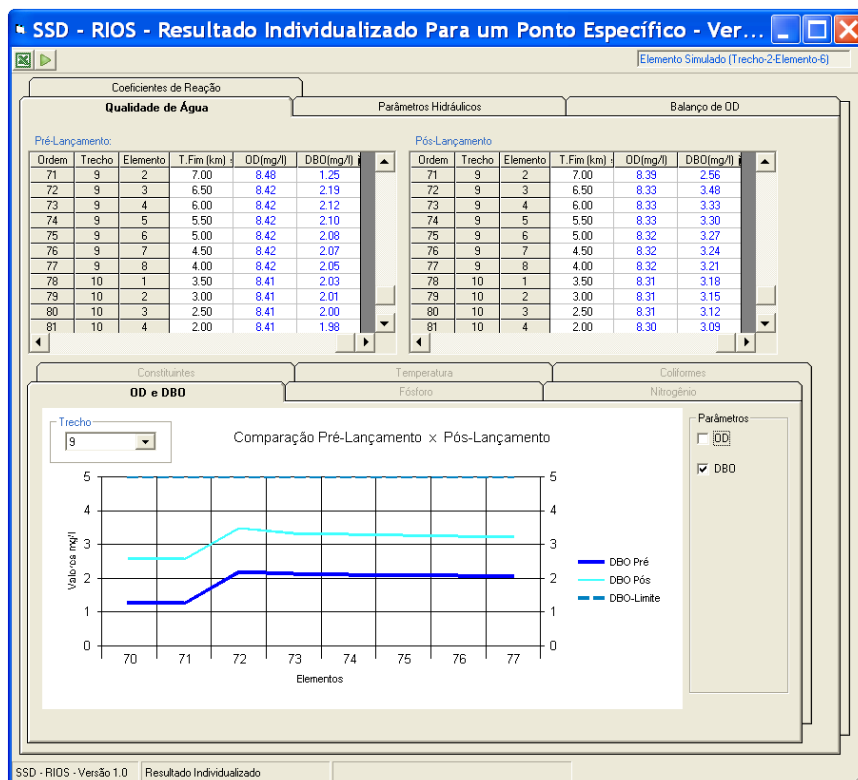 SSD - RIOS - Resultado Individualizado Para um Ponto Específico - Ver...
Elemento Simulado (Trecho-2-Elemento-6)
Coeficientes de Reação
Qualidade de Água Parâmetros Hidráulicos Balanço de OD
Pré-Lançamento: Pós-Lançamento
Ordem Trecho Elemento T.Fim (km) OD(mg/l) DBO(mg/l) Ordem Trecho Elemento T.Fim (km) OD(mg/l) DBO(mg/l)
71 9 2 7.00 8.48 1.25 71 9 2 7.00 8.39 2.56
72 9 3 6.50 8.42 2.19 72 9 3 6.50 8.33 3.48
73 9 4 6.00 8.42 2.12 73 9 4 6.00 8.33 3.33
74 9 5 5.50 8.42 2.10 74 9 5 5.50 8.33 3.30
75 9 6 5.00 8.42 2.08 75 9 6 5.00 8.32 3.27
76 9 7 4.50 8.42 2.07 76 9 7 4.50 8.32 3.24
77 9 8 4.00 8.42 2.05 77 9 8 4.00 8.32 3.21
78 10 1 3.50 8.41 2.03 78 10 1 3.50 8.31 3.18
79 10 2 3.00 8.41 2.01 79 10 2 3.00 8.31 3.15
80 10 3 2.50 8.41 2.00 80 10 3 2.50 8.31 3.12
81 10 4 2.00 8.41 1.98 81 10 4 2.00 8.30 3.09
Constituintes Temperatura Coliformes
OD e DBO Fósforo Nitrogênio
Trecho
9
Comparação Pré-Lançamento x Pós-Lançamento
Parâmetros
OD
DBO
5 5
4 4
3 3
2 2
1 1
0 0
Valores mg/l
70 71 72 73 74 75 76 77
Elementos
DBO Pré
DBO Pós
DBO-Limite
SSD - RIOS - Versão 1.0 Resultado Individualizado